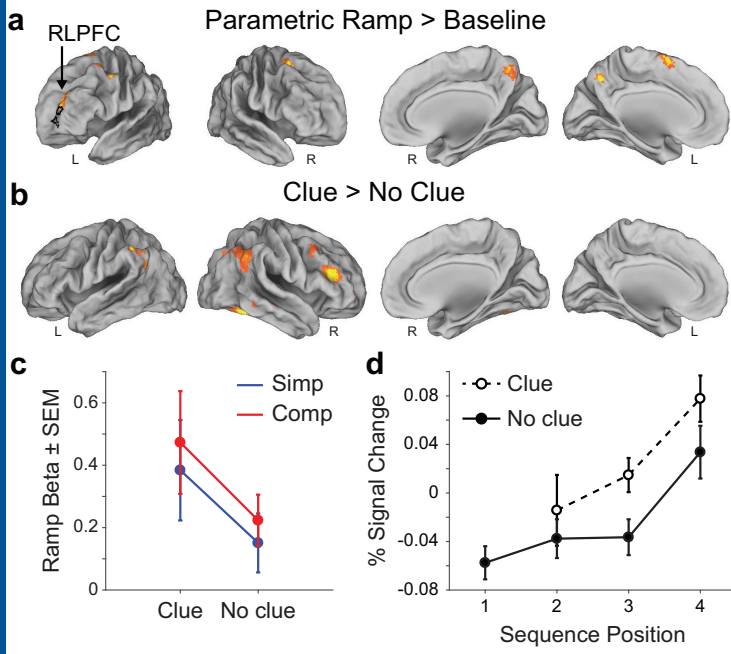 a
Parametric Ramp > Baseline
RLPFC
L
R
R
L
b
Clue > No Clue
L
R
R
L
c
Ramp Beta ± SEM
0.6
0.4
0.2
0
Simp
Comp
Clue
No clue
d
% Signal Change
0.08
0.04
0
-0.04
-0.08
Clue
No clue
1 2 3 4
Sequence Position